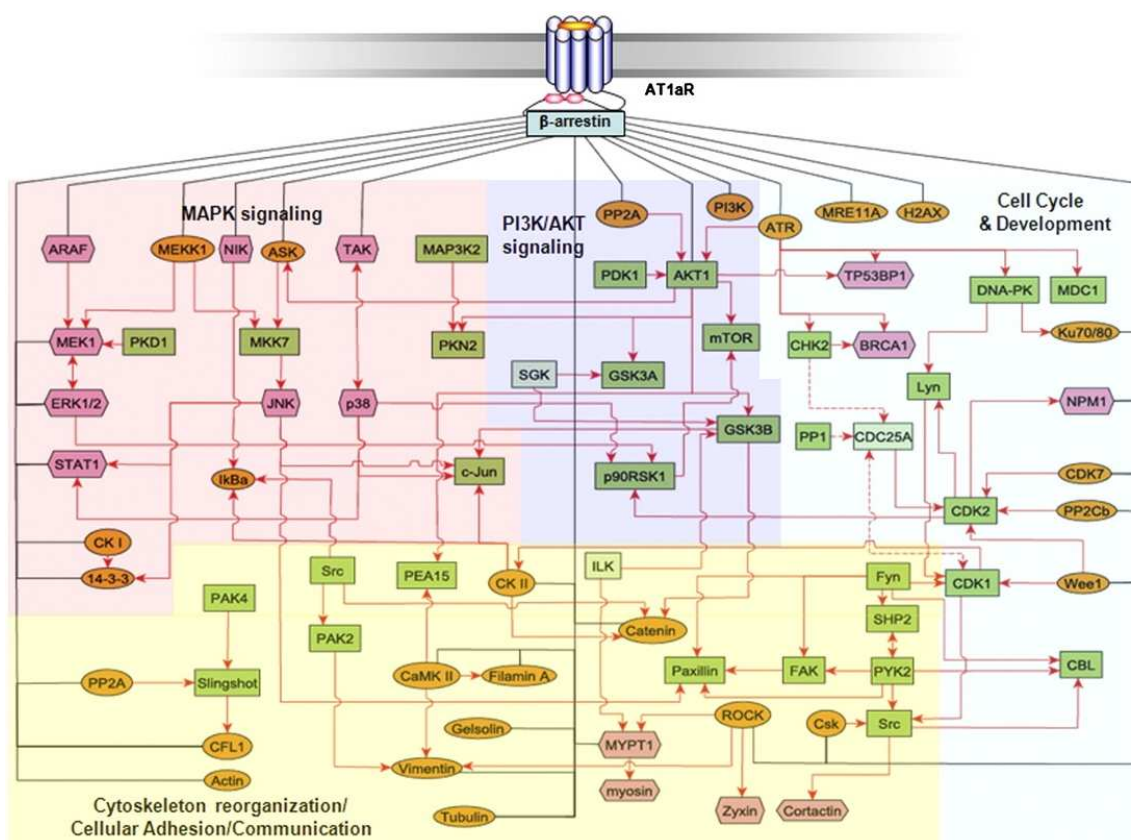 AT1aR
β-arrestin
MAPK signaling
PI3K/AKT
signaling
Cell Cycle
& Development
PP2A
PI3K
ATR
MRE11A
H2AX
ARAF
MEKK1
NIK
ASK
TAK
MAP3K2
PDK1
AKT1
TP53BP1
DNA-PK
MDC1
MEK1
PKD1
MKK7
PKN2
mTOR
CHK2
BRCA1
Ku70/80
SGK
GSK3A
Lyn
ERK1/2
JNK
p38
NPM1
GSK3B
PP1
CDC25A
STAT1
IkBa
c-Jun
p90RSK1
CDK7
CDK2
PP2Cb
CK I
14-3-3
Src
PEA15
CK II
ILK
Fyn
CDK1
Wee1
PAK4
SHP2
PAK2
Catenin
PP2A
Slingshot
CaMK II
Filamin A
Paxillin
FAK
PYK2
CBL
Gelsolin
ROCK
Csk
Src
CFL1
MYPT1
Actin
Vimentin
myosin
Zyxin
Cortactin
Tubulin
Cytoskeleton reorganization/
Cellular Adhesion/Communication